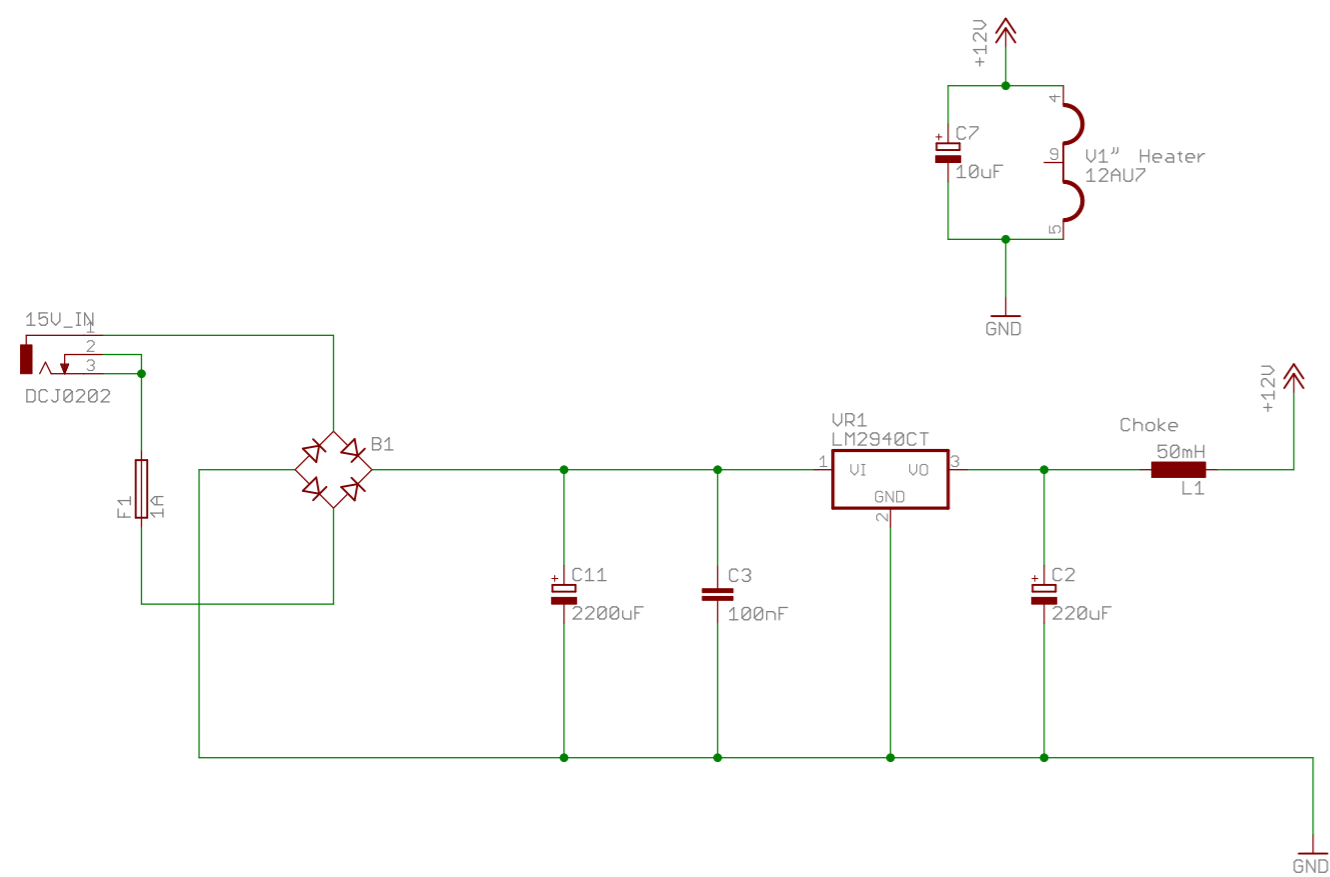 +12V
4
+
C7
10uF
9
V1" Heater
12AU7
5
GND
15V_IN
1
2
3
DCJ0202
F1
1A
B1
+
C11
2200uF
C3
100nF
VR1
LM2940CT
1
VI
VO
3
GND
2
+
C2
220uF
Choke
50mH
L1
+12V
GND